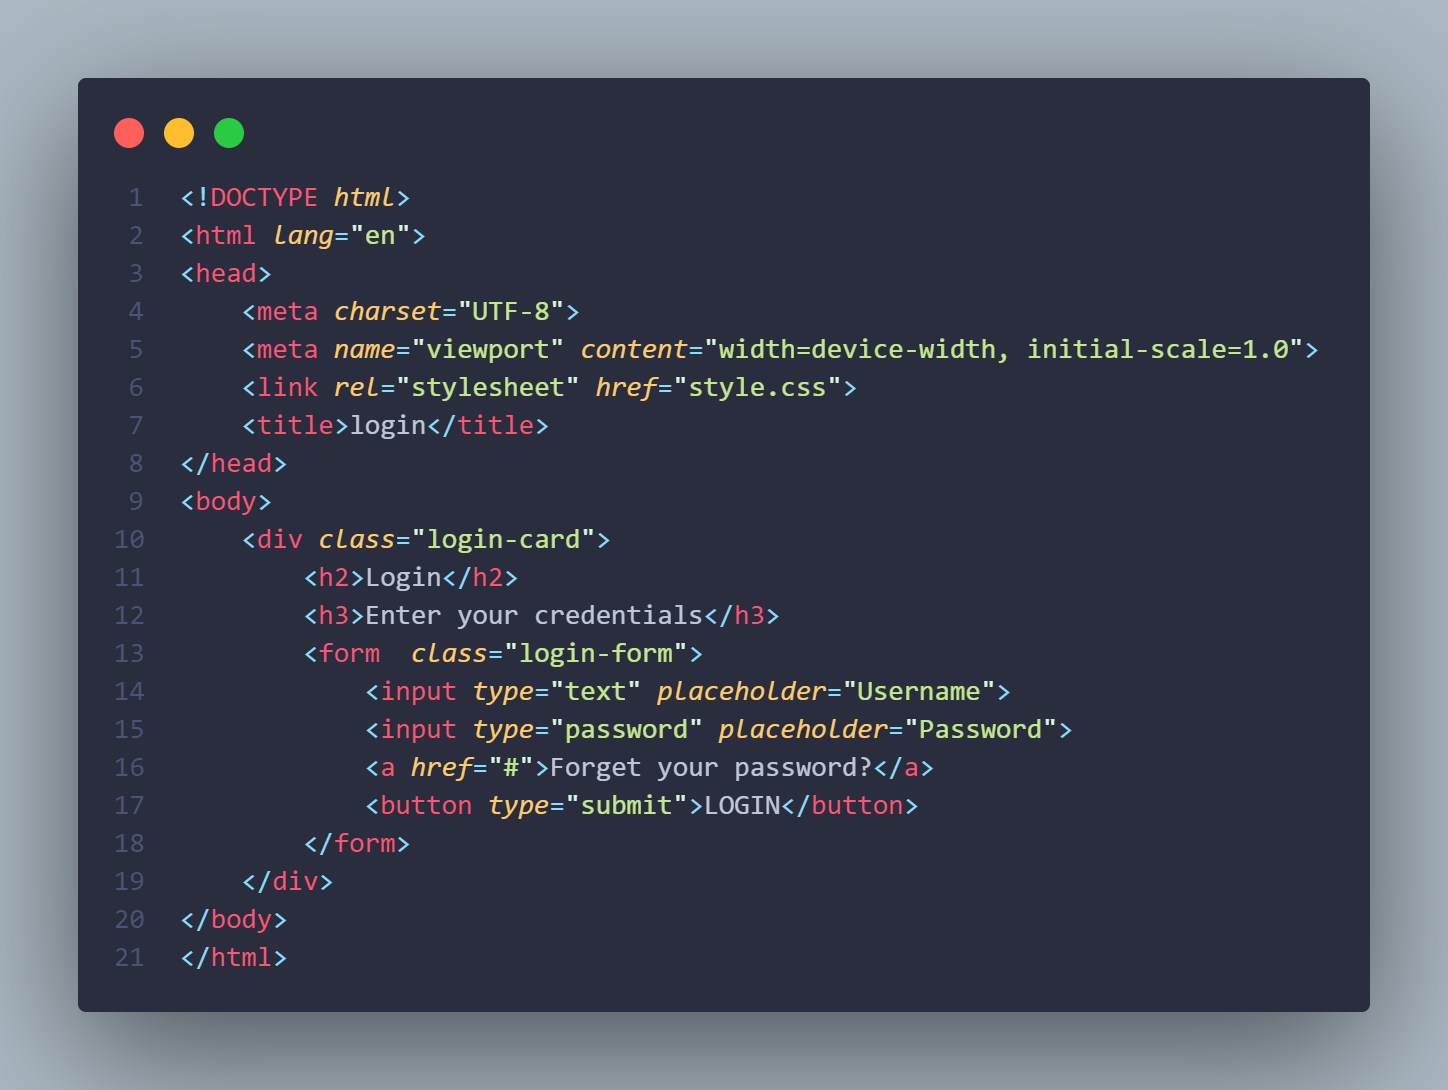 1 <!DOCTYPE html>
2 <html lang="en">
3 <head>
4     <meta charset="UTF-8">
5     <meta name="viewport" content="width=device-width, initial-scale=1.0">
6     <link rel="stylesheet" href="style.css">
7     <title>login</title>
8 </head>
9 <body>
10     <div class="login-card">
11         <h2>Login</h2>
12         <h3>Enter your credentials</h3>
13         <form  class="login-form">
14             <input type="text" placeholder="Username">
15             <input type="password" placeholder="Password">
16             <a href="#">Forget your password?</a>
17             <button type="submit">LOGIN</button>
18         </form>
19     </div>
20 </body>
21 </html>